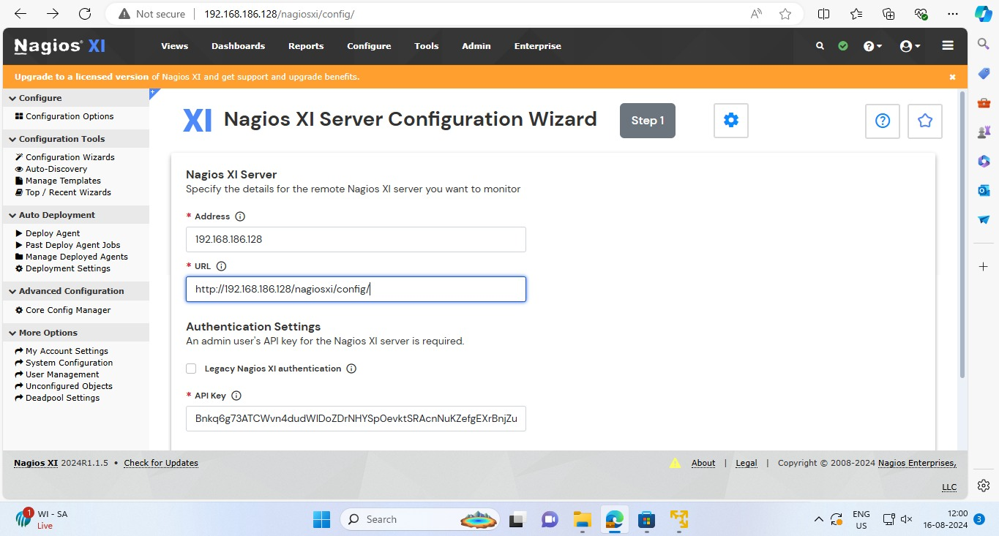 Not secure 192.168.186.128/nagiosxi/config/
Nagios XI
Views Dashboards Reports Configure Tools Admin Enterprise
Upgrade to a licensed version of Nagios XI and get support and upgrade benefits.
Configure
Configuration Options
Configuration Tools
Configuration Wizards
Auto-Discovery
Manage Templates
Top / Recent Wizards
Auto Deployment
Deploy Agent
Past Deploy Agent Jobs
Manage Deployed Agents
Deployment Settings
Advanced Configuration
Core Config Manager
More Options
My Account Settings
System Configuration
User Management
Unconfigured Objects
Deadpool Settings
XI Nagios XI Server Configuration Wizard Step 1
Nagios XI Server
Specify the details for the remote Nagios XI server you want to monitor
* Address
192.168.186.128
* URL
http://192.168.186.128/nagiosxi/config/
Authentication Settings
An admin user's API key for the Nagios XI server is required.
Legacy Nagios XI authentication
* API Key
Bnkq6g73ATCWvn4dudWIDoZDrNHYSpOevktSRAcnNuKZefgEXrBnjZu
Nagios XI 2024R1.1.5 • Check for Updates
About | Legal | Copyright © 2008-2024 Nagios Enterprises,
LLC
1
WI - SA
Live
Search
ENG
US
12:00
16-08-2024
3